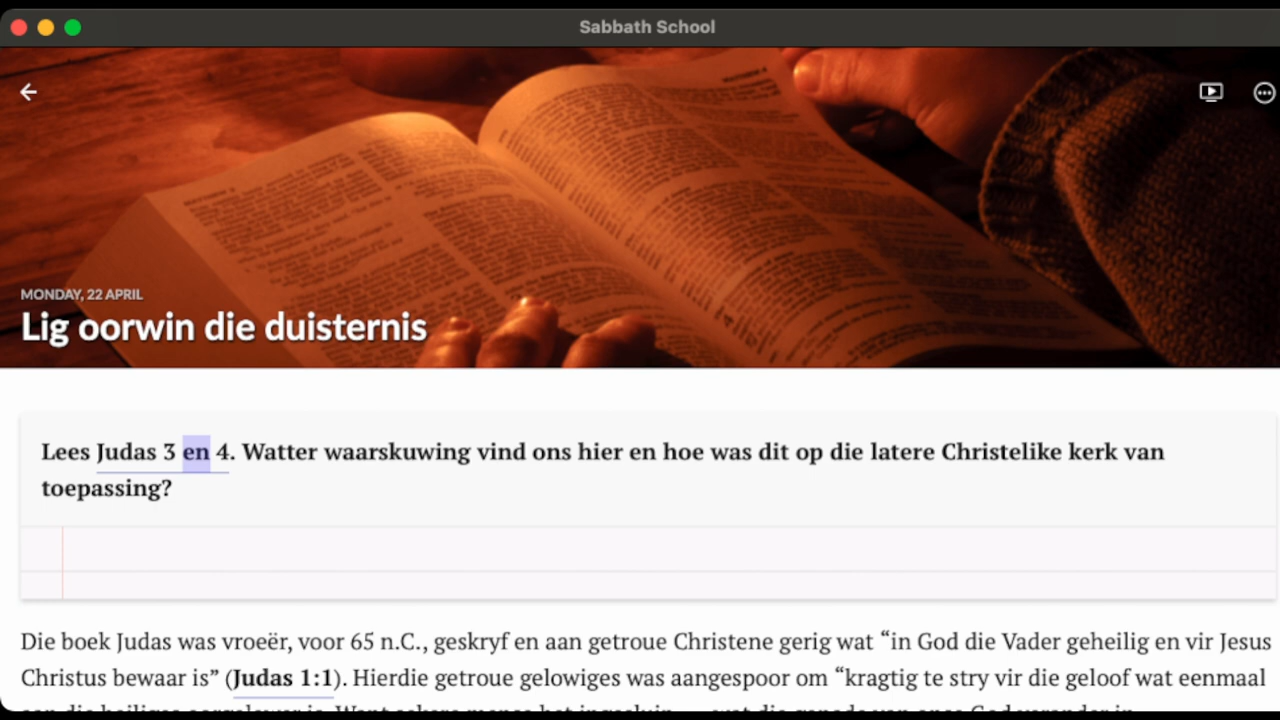 Sabbath School
MONDAY, 22 APRIL
Lig oorwin die duisternis
Lees Judas 3 en 4. Watter waarskuwing vind ons hier en hoe was dit op die latere Christelike kerk van
toepassing?
Die boek Judas was vroeër, voor 65 n.C., geskryf en aan getroue Christene gerig wat “in God die Vader geheilig en vir Jesus
Christus bewaar is” (Judas 1:1). Hierdie getroue gelowiges was aangespoor om “kragtig te stry vir die geloof wat eenmaal